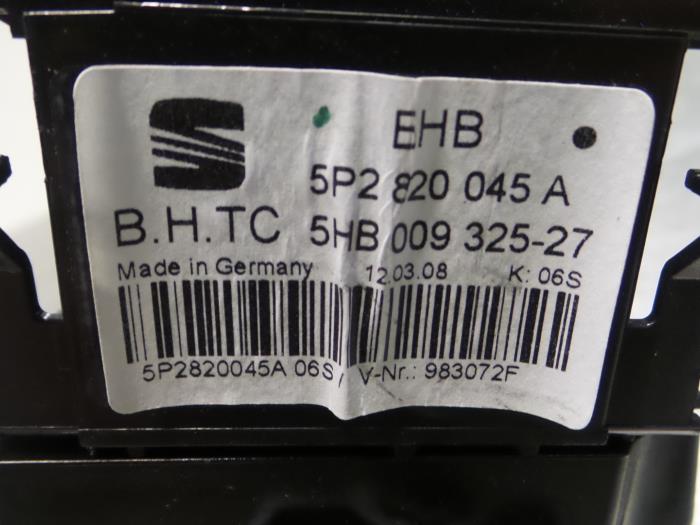 EHB
5P2 820 045 A
B.H.TC 5HB 009 325-27
Made in Germany 12.03.08 K: 06S
5P2820045A 06S V-Nr.: 983072F